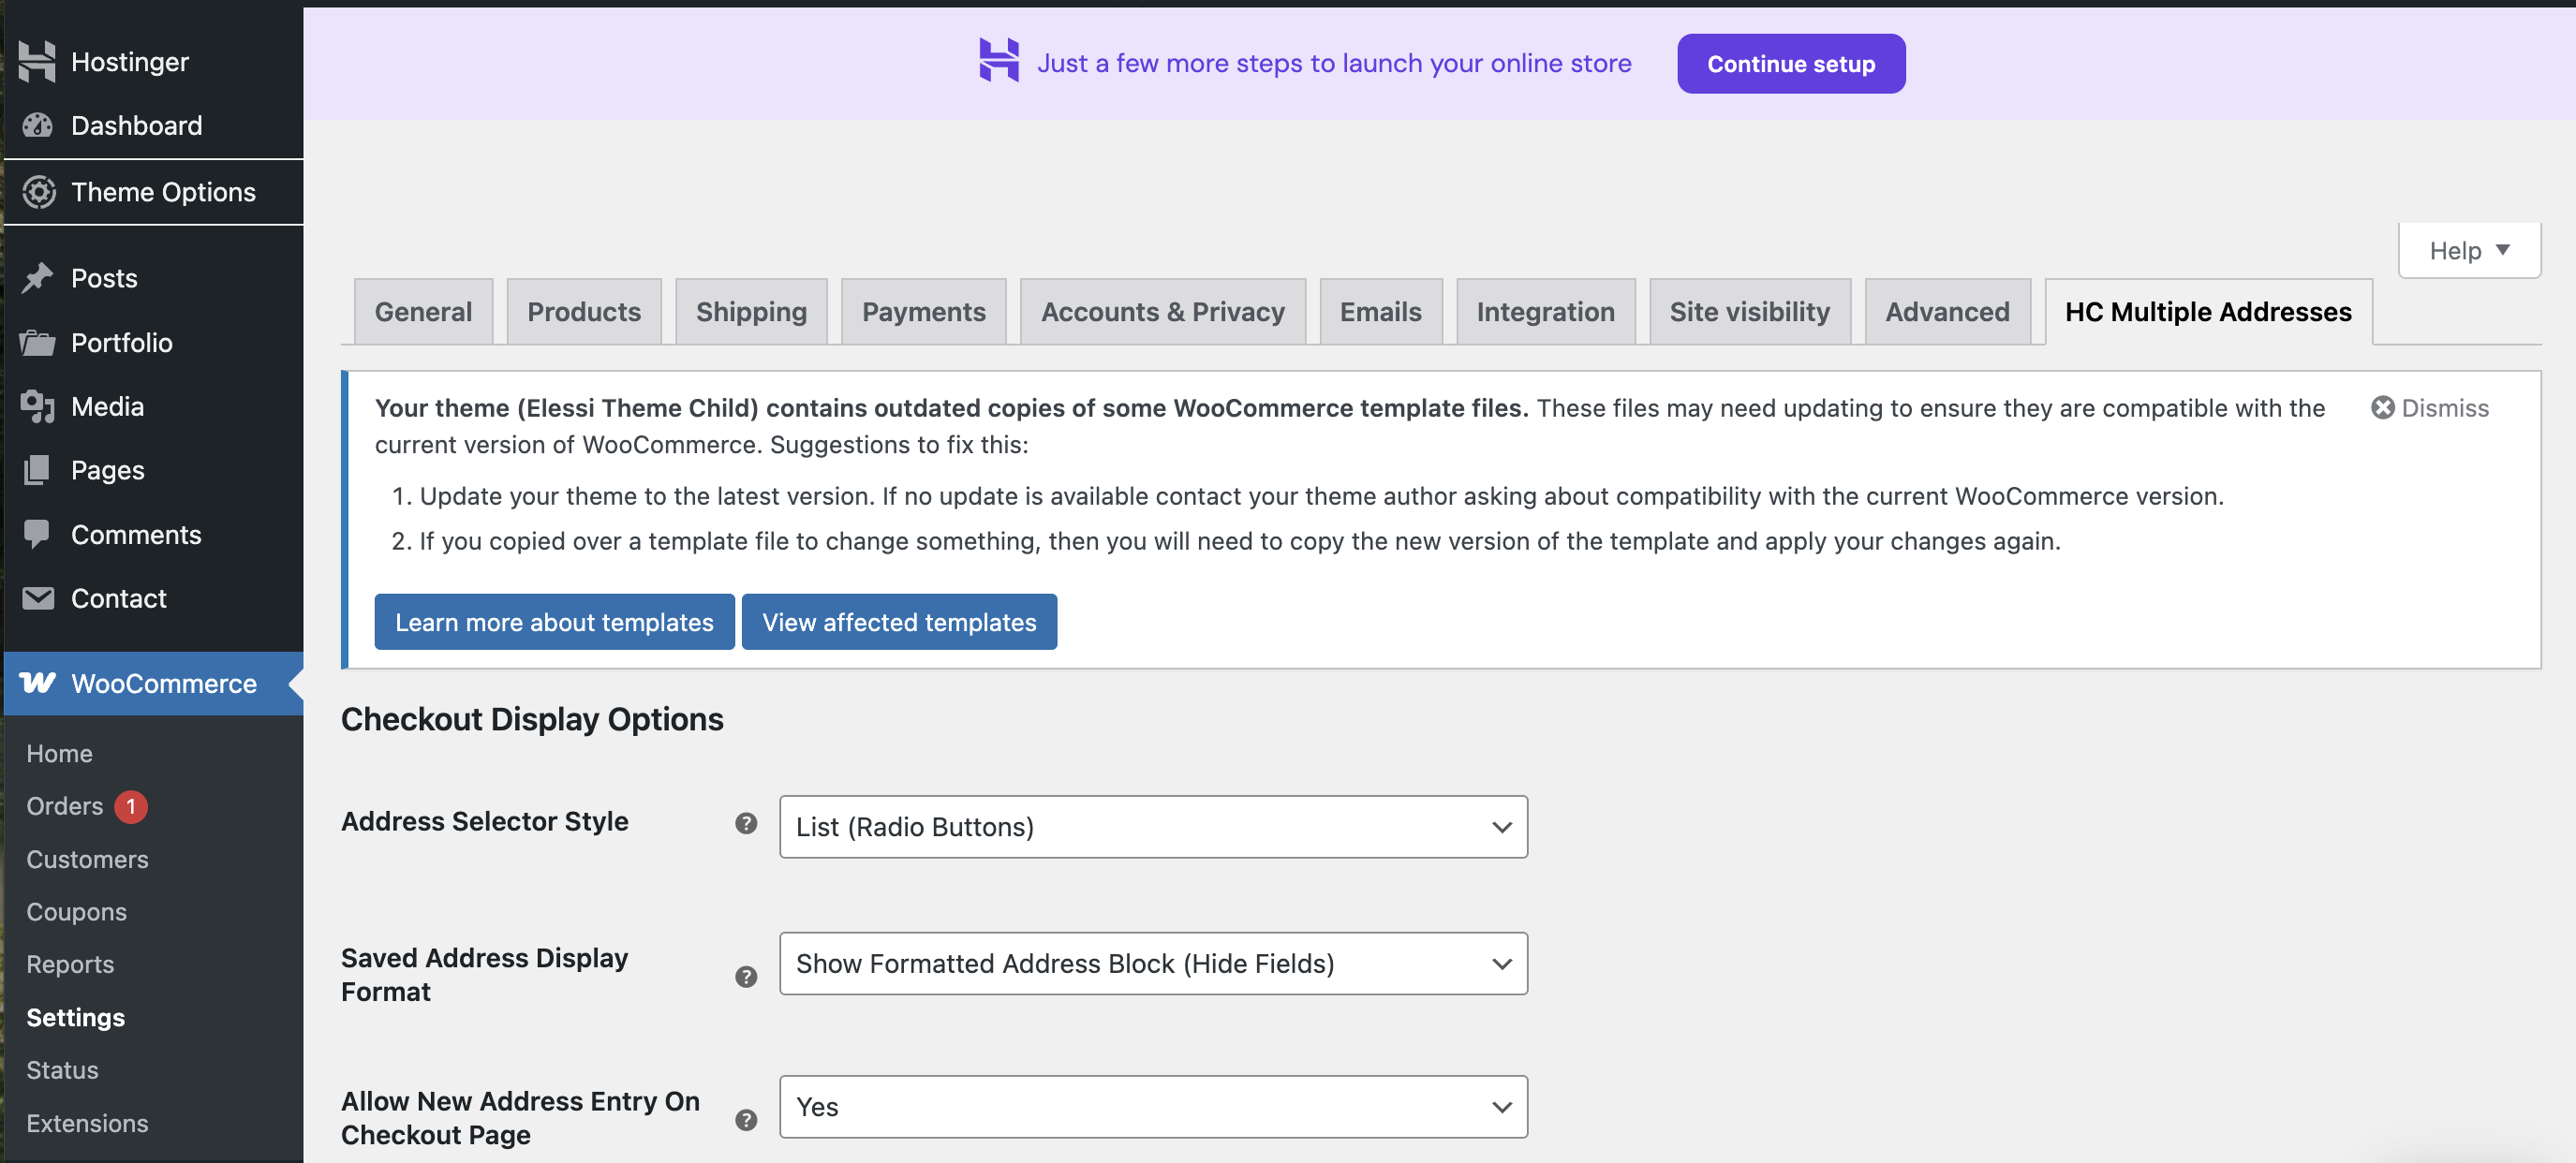 Hostinger
Dashboard
Theme Options
Posts
Portfolio
Media
Pages
Comments
Contact
WooCommerce
Home
Orders 1
Customers
Coupons
Reports
Settings
Status
Extensions
Just a few more steps to launch your online store
Continue setup
Help
General
Products
Shipping
Payments
Accounts & Privacy
Emails
Integration
Site visibility
Advanced
HC Multiple Addresses
Your theme (Elessi Theme Child) contains outdated copies of some WooCommerce template files. These files may need updating to ensure they are compatible with the
current version of WooCommerce. Suggestions to fix this:
Dismiss
1. Update your theme to the latest version. If no update is available contact your theme author asking about compatibility with the current WooCommerce version.
2. If you copied over a template file to change something, then you will need to copy the new version of the template and apply your changes again.
Learn more about templates
View affected templates
Checkout Display Options
Address Selector Style
?
List (Radio Buttons)
Saved Address Display
Format
?
Show Formatted Address Block (Hide Fields)
Allow New Address Entry On
Checkout Page
?
Yes